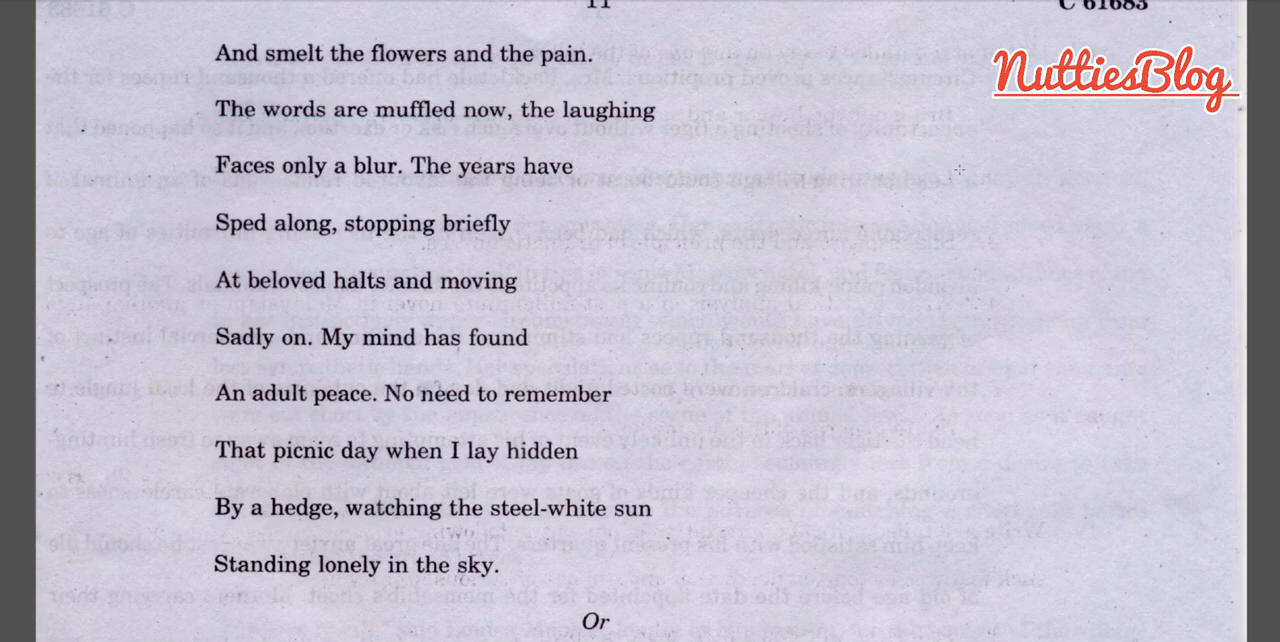 11 C 61683
And smelt the flowers and the pain.
NuttiesBlog
The words are muffled now, the laughing
Faces only a blur. The years have
Sped along, stopping briefly
At beloved halts and moving
Sadly on. My mind has found
An adult peace. No need to remember
That picnic day when I lay hidden
By a hedge, watching the steel-white sun
Standing lonely in the sky.
Or